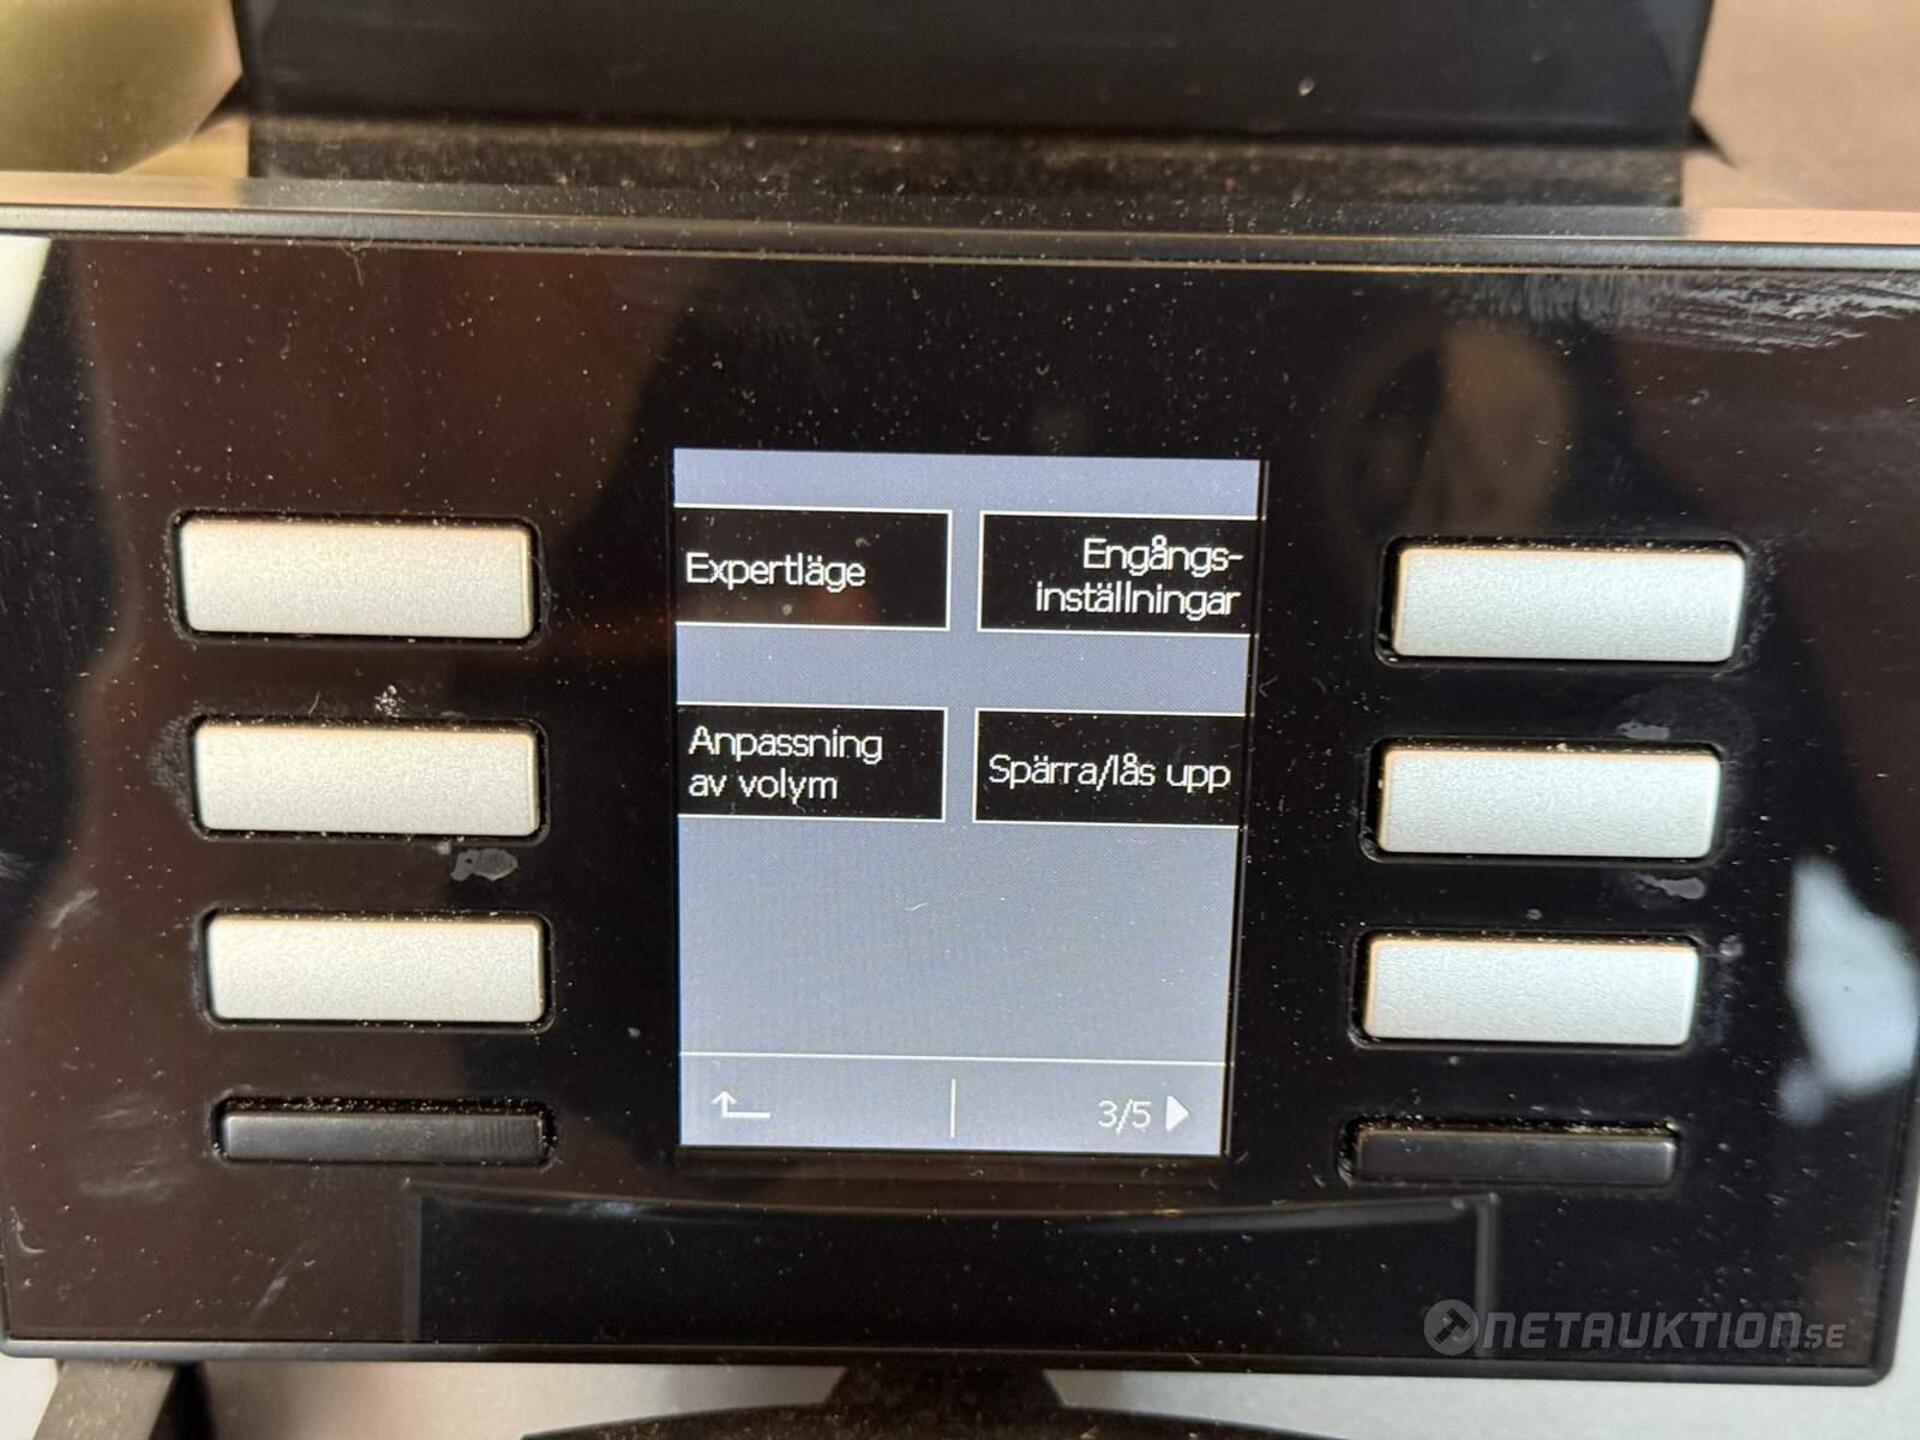 Expertläge
Engångs-
inställningar
Anpassning
av volym
Spärra/lås upp
3/5
NETAUKTION.SE